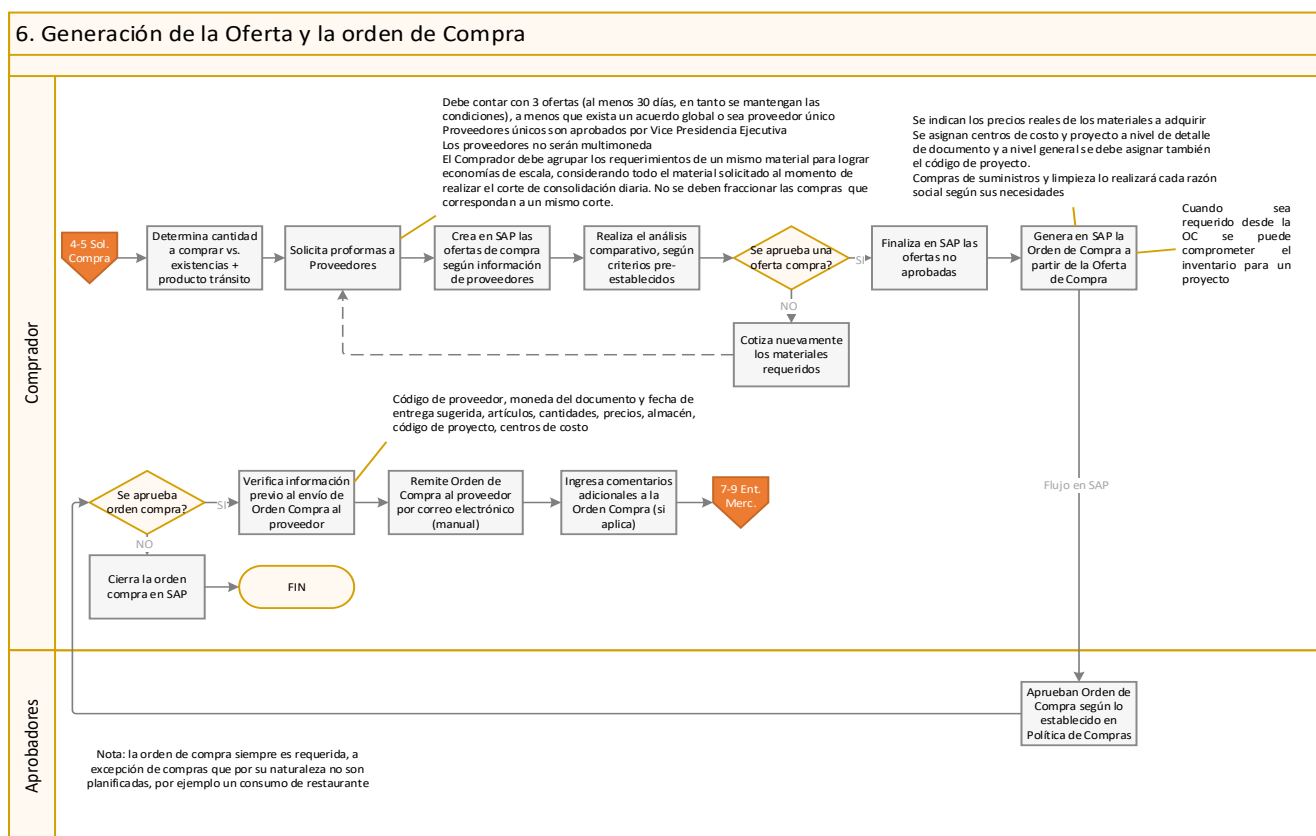 6. Generación de la Oferta y la orden de Compra
Comprador
Debe contar con 3 ofertas (al menos 30 días, en tanto se mantengan las
condiciones), a menos que exista un acuerdo global o sea proveedor único
Proveedores únicos son aprobados por Vice Presidencia Ejecutiva
Los proveedores no serán multimoneda
El Comprador debe agrupar los requerimientos de un mismo material para lograr
economías de escala, considerando todo el material solicitado al momento de
realizar el corte de consolidación diaria. No se deben fraccionar las compras que
correspondan a un mismo corte.
Se indican los precios reales de los materiales a adquirir
Se asignan centros de costo y proyecto a nivel de detalle
de documento y a nivel general se debe asignar también
el código de proyecto.
Compras de suministros y limpieza lo realizará cada razón
social según sus necesidades
Cuando sea
requerido desde la
OC se puede
comprometer el
inventario para un
proyecto
4-5 Sol.
Compra
Determina cantidad
a comprar vs.
existencias +
producto tránsito
Solicita proformas a
Proveedores
Crea en SAP las
ofertas de compra
según información
de proveedores
Realiza el análisis
comparativo, según
criterios pre-
establecidos
Se aprueba una
oferta compra?
SI
Finaliza en SAP las
ofertas no
aprobadas
Genera en SAP la
Orden de Compra a
partir de la Oferta
de Compra
NO
Cotiza nuevamente
los materiales
requeridos
Código de proveedor, moneda del documento y fecha de
entrega sugerida, artículos, cantidades, precios, almacén,
código de proyecto, centros de costo
Se aprueba
orden compra?
SI
Verifica información
previo al envío de
Orden Compra al
proveedor
Remite Orden de
Compra al proveedor
por correo electrónico
(manual)
Ingresa comentarios
adicionales a la
Orden Compra (si
aplica)
7-9 Ent.
Merc.
Flujo en SAP
NO
Cierra la orden
compra en SAP
FIN
Aprobadores
Aprueban Orden de
Compra según lo
establecido en
Política de Compras
Nota: la orden de compra siempre es requerida, a
excepción de compras que por su naturaleza no son
planificadas, por ejemplo un consumo de restaurante